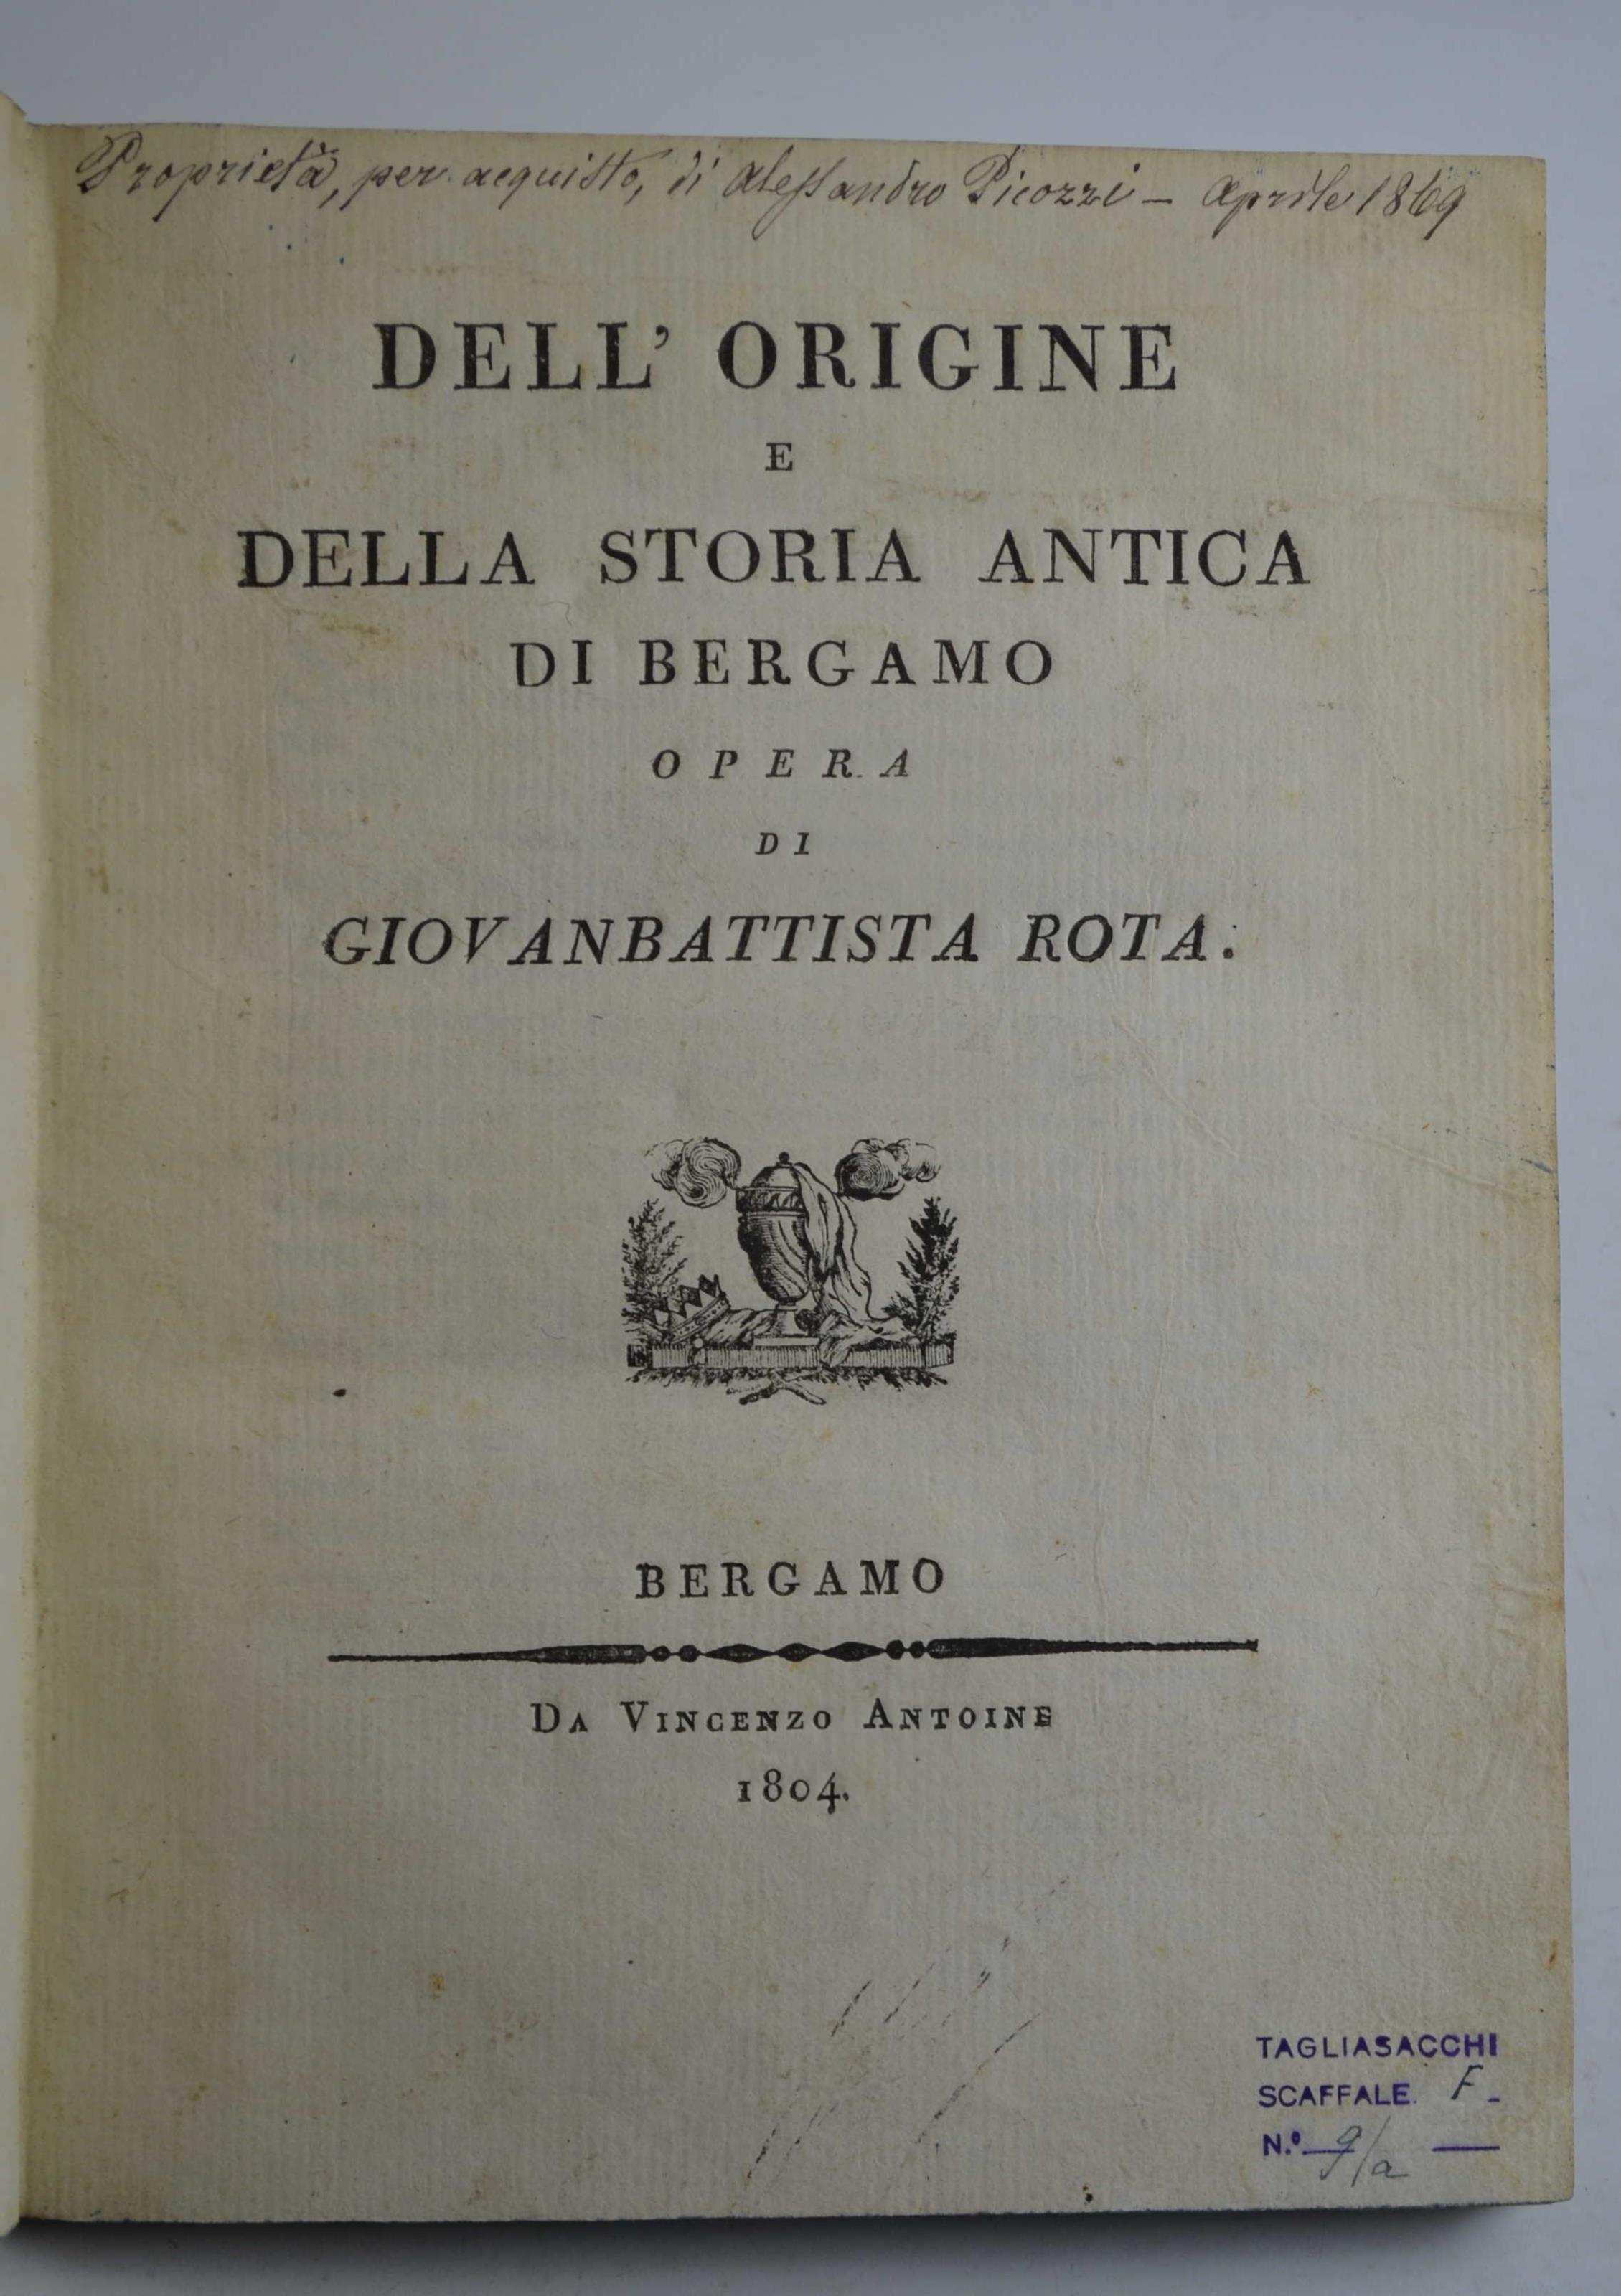 Proprietà, per acquisto, di Alessandro Picozzi – Aprile 1869
DELL' ORIGINE
E
DELLA STORIA ANTICA
DI BERGAMO
OPERA
DI
GIOVANBATTISTA ROTA.
BERGAMO
DA VINCENZO ANTOINE
1804.
TAGLIASACCHI
SCAFFALE. F -
N.º 9/a